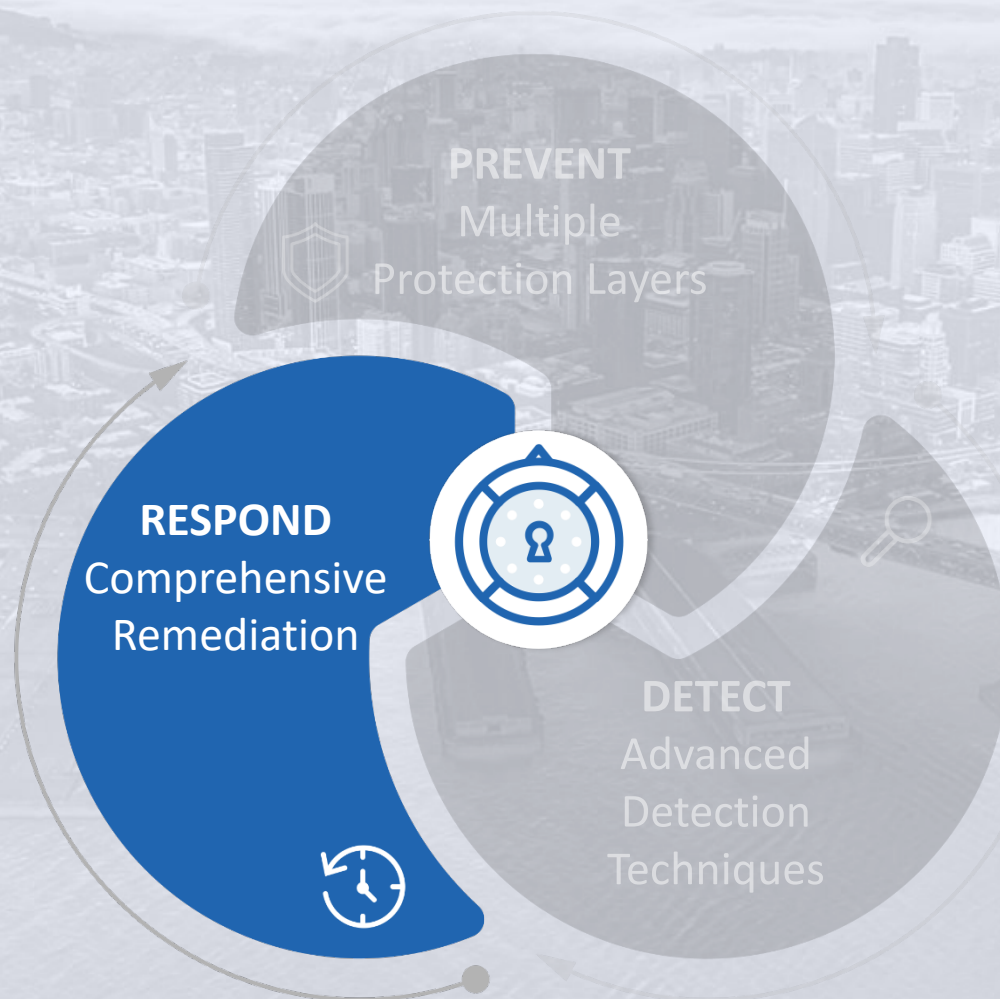 PREVENT
Multiple
Protection Layers
RESPOND
Comprehensive
Remediation
DETECT
Advanced
Detection
Techniques